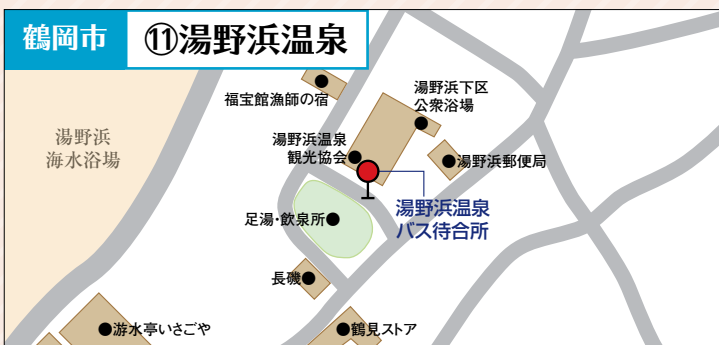 鶴岡市
⑪湯野浜温泉
湯野浜下区
公衆浴場
福宝館漁師の宿
湯野浜
海水浴場
湯野浜温泉
観光協会
湯野浜郵便局
湯野浜温泉
バス待合所
足湯・飲泉所
長磯
游水亭いさごや
鶴見ストア